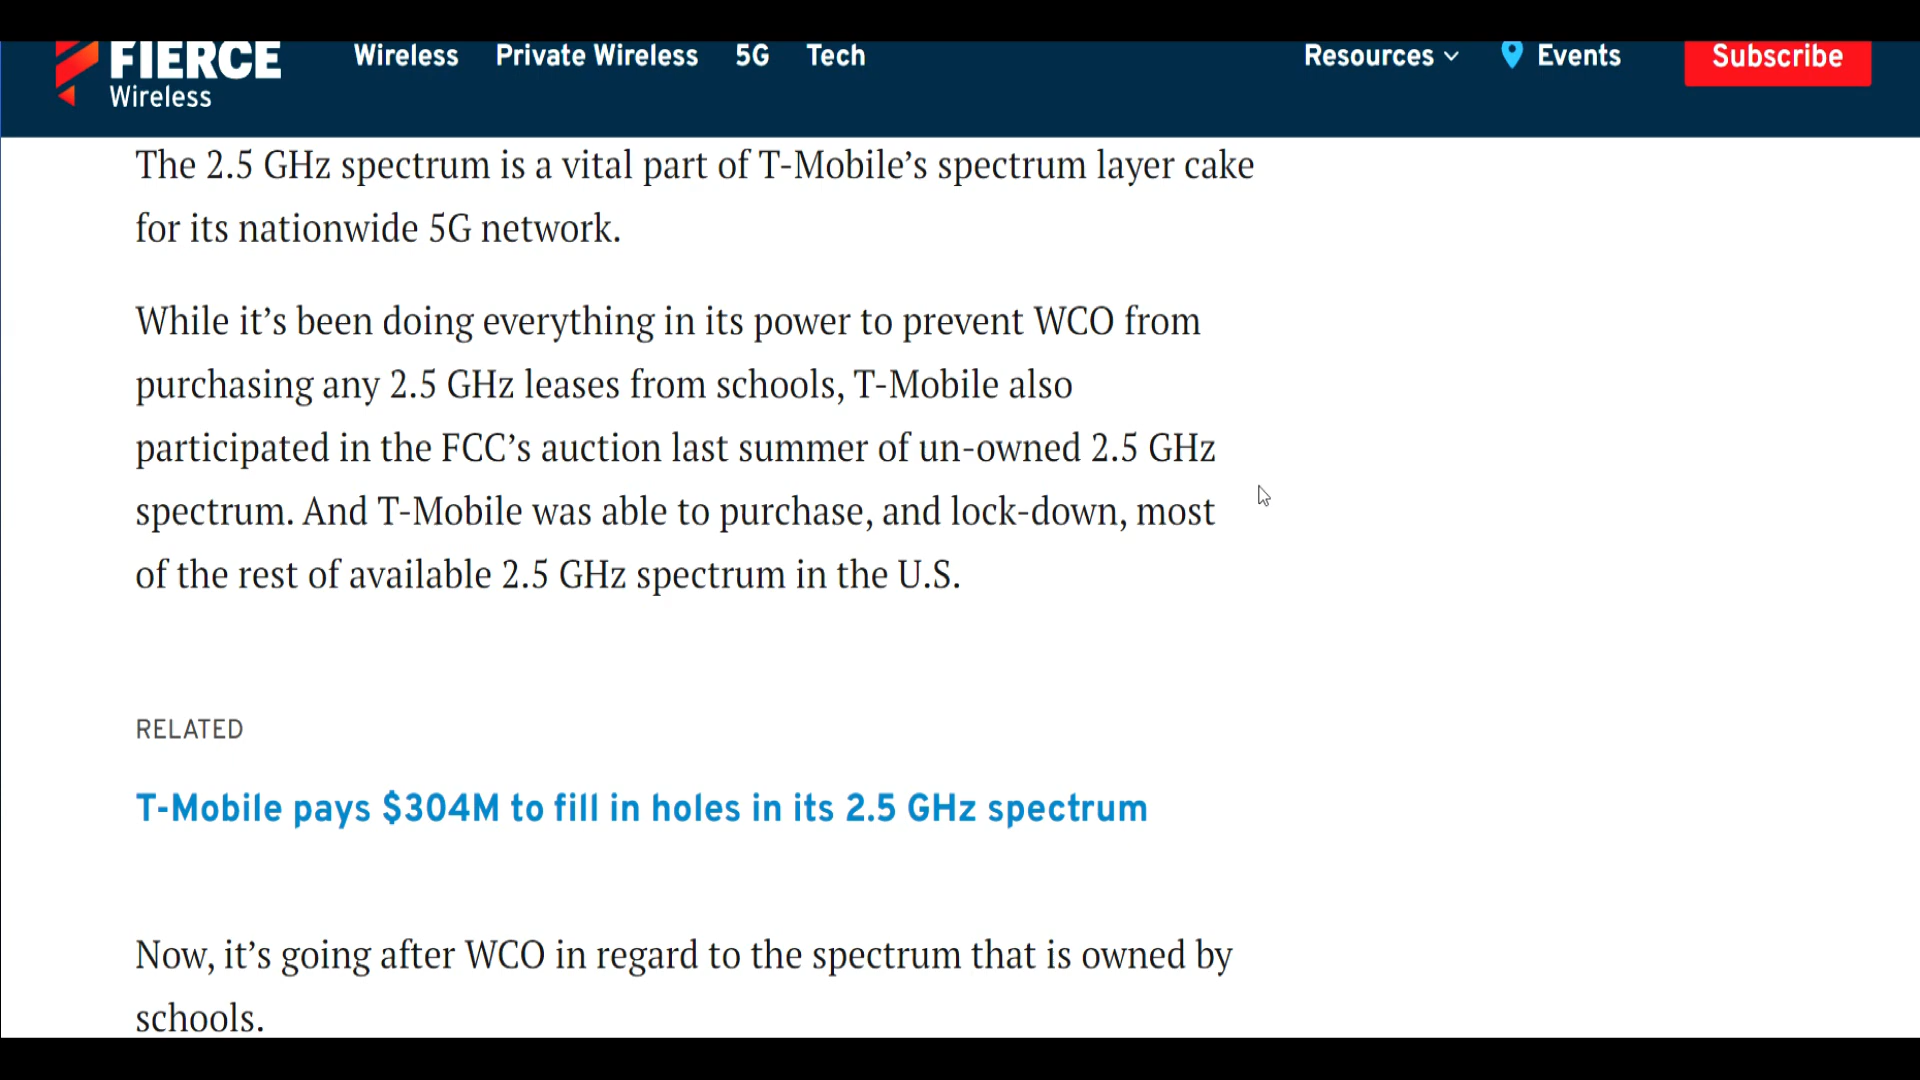 FIERCE
Wireless
Wireless Private Wireless 5G Tech Resources Events Subscribe
The 2.5 GHz spectrum is a vital part of T-Mobile’s spectrum layer cake
for its nationwide 5G network.
While it’s been doing everything in its power to prevent WCO from
purchasing any 2.5 GHz leases from schools, T-Mobile also
participated in the FCC’s auction last summer of un-owned 2.5 GHz
spectrum. And T-Mobile was able to purchase, and lock-down, most
of the rest of available 2.5 GHz spectrum in the U.S.
RELATED
T-Mobile pays $304M to fill in holes in its 2.5 GHz spectrum
Now, it’s going after WCO in regard to the spectrum that is owned by
schools.